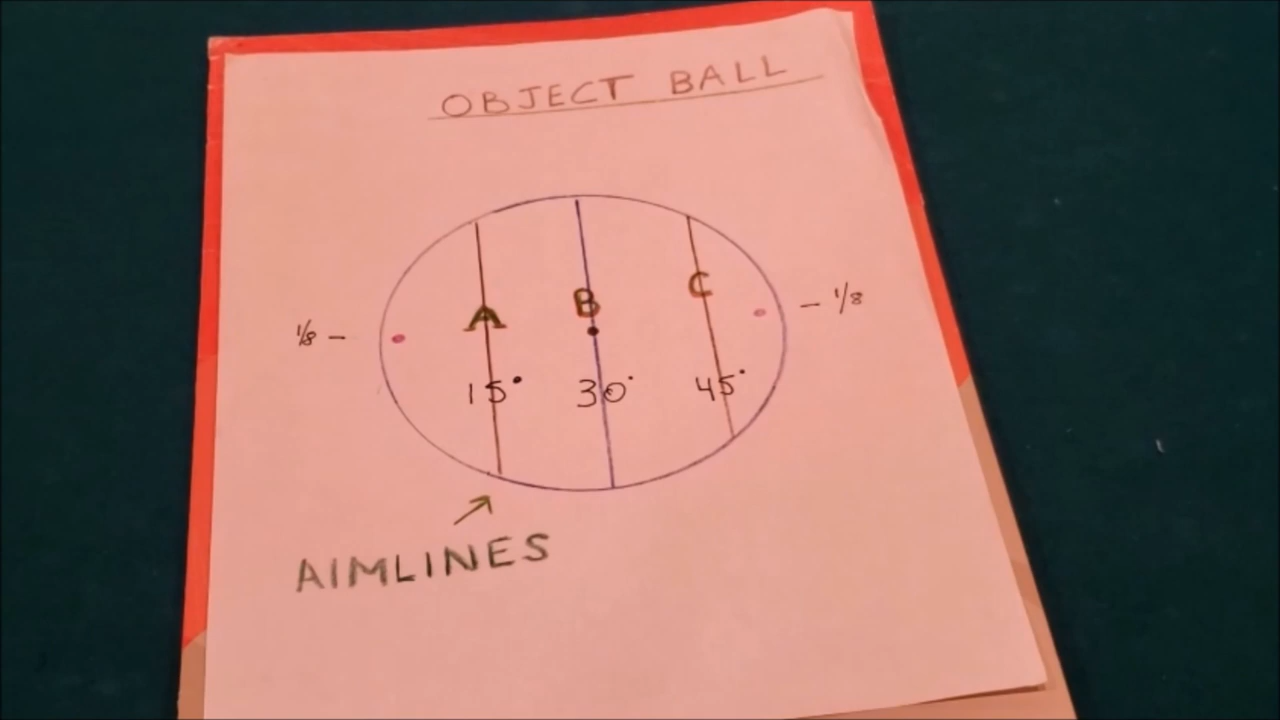 OBJECT BALL
A B C
1/8 - - 1/8
15° 30° 45°
AIMLINES